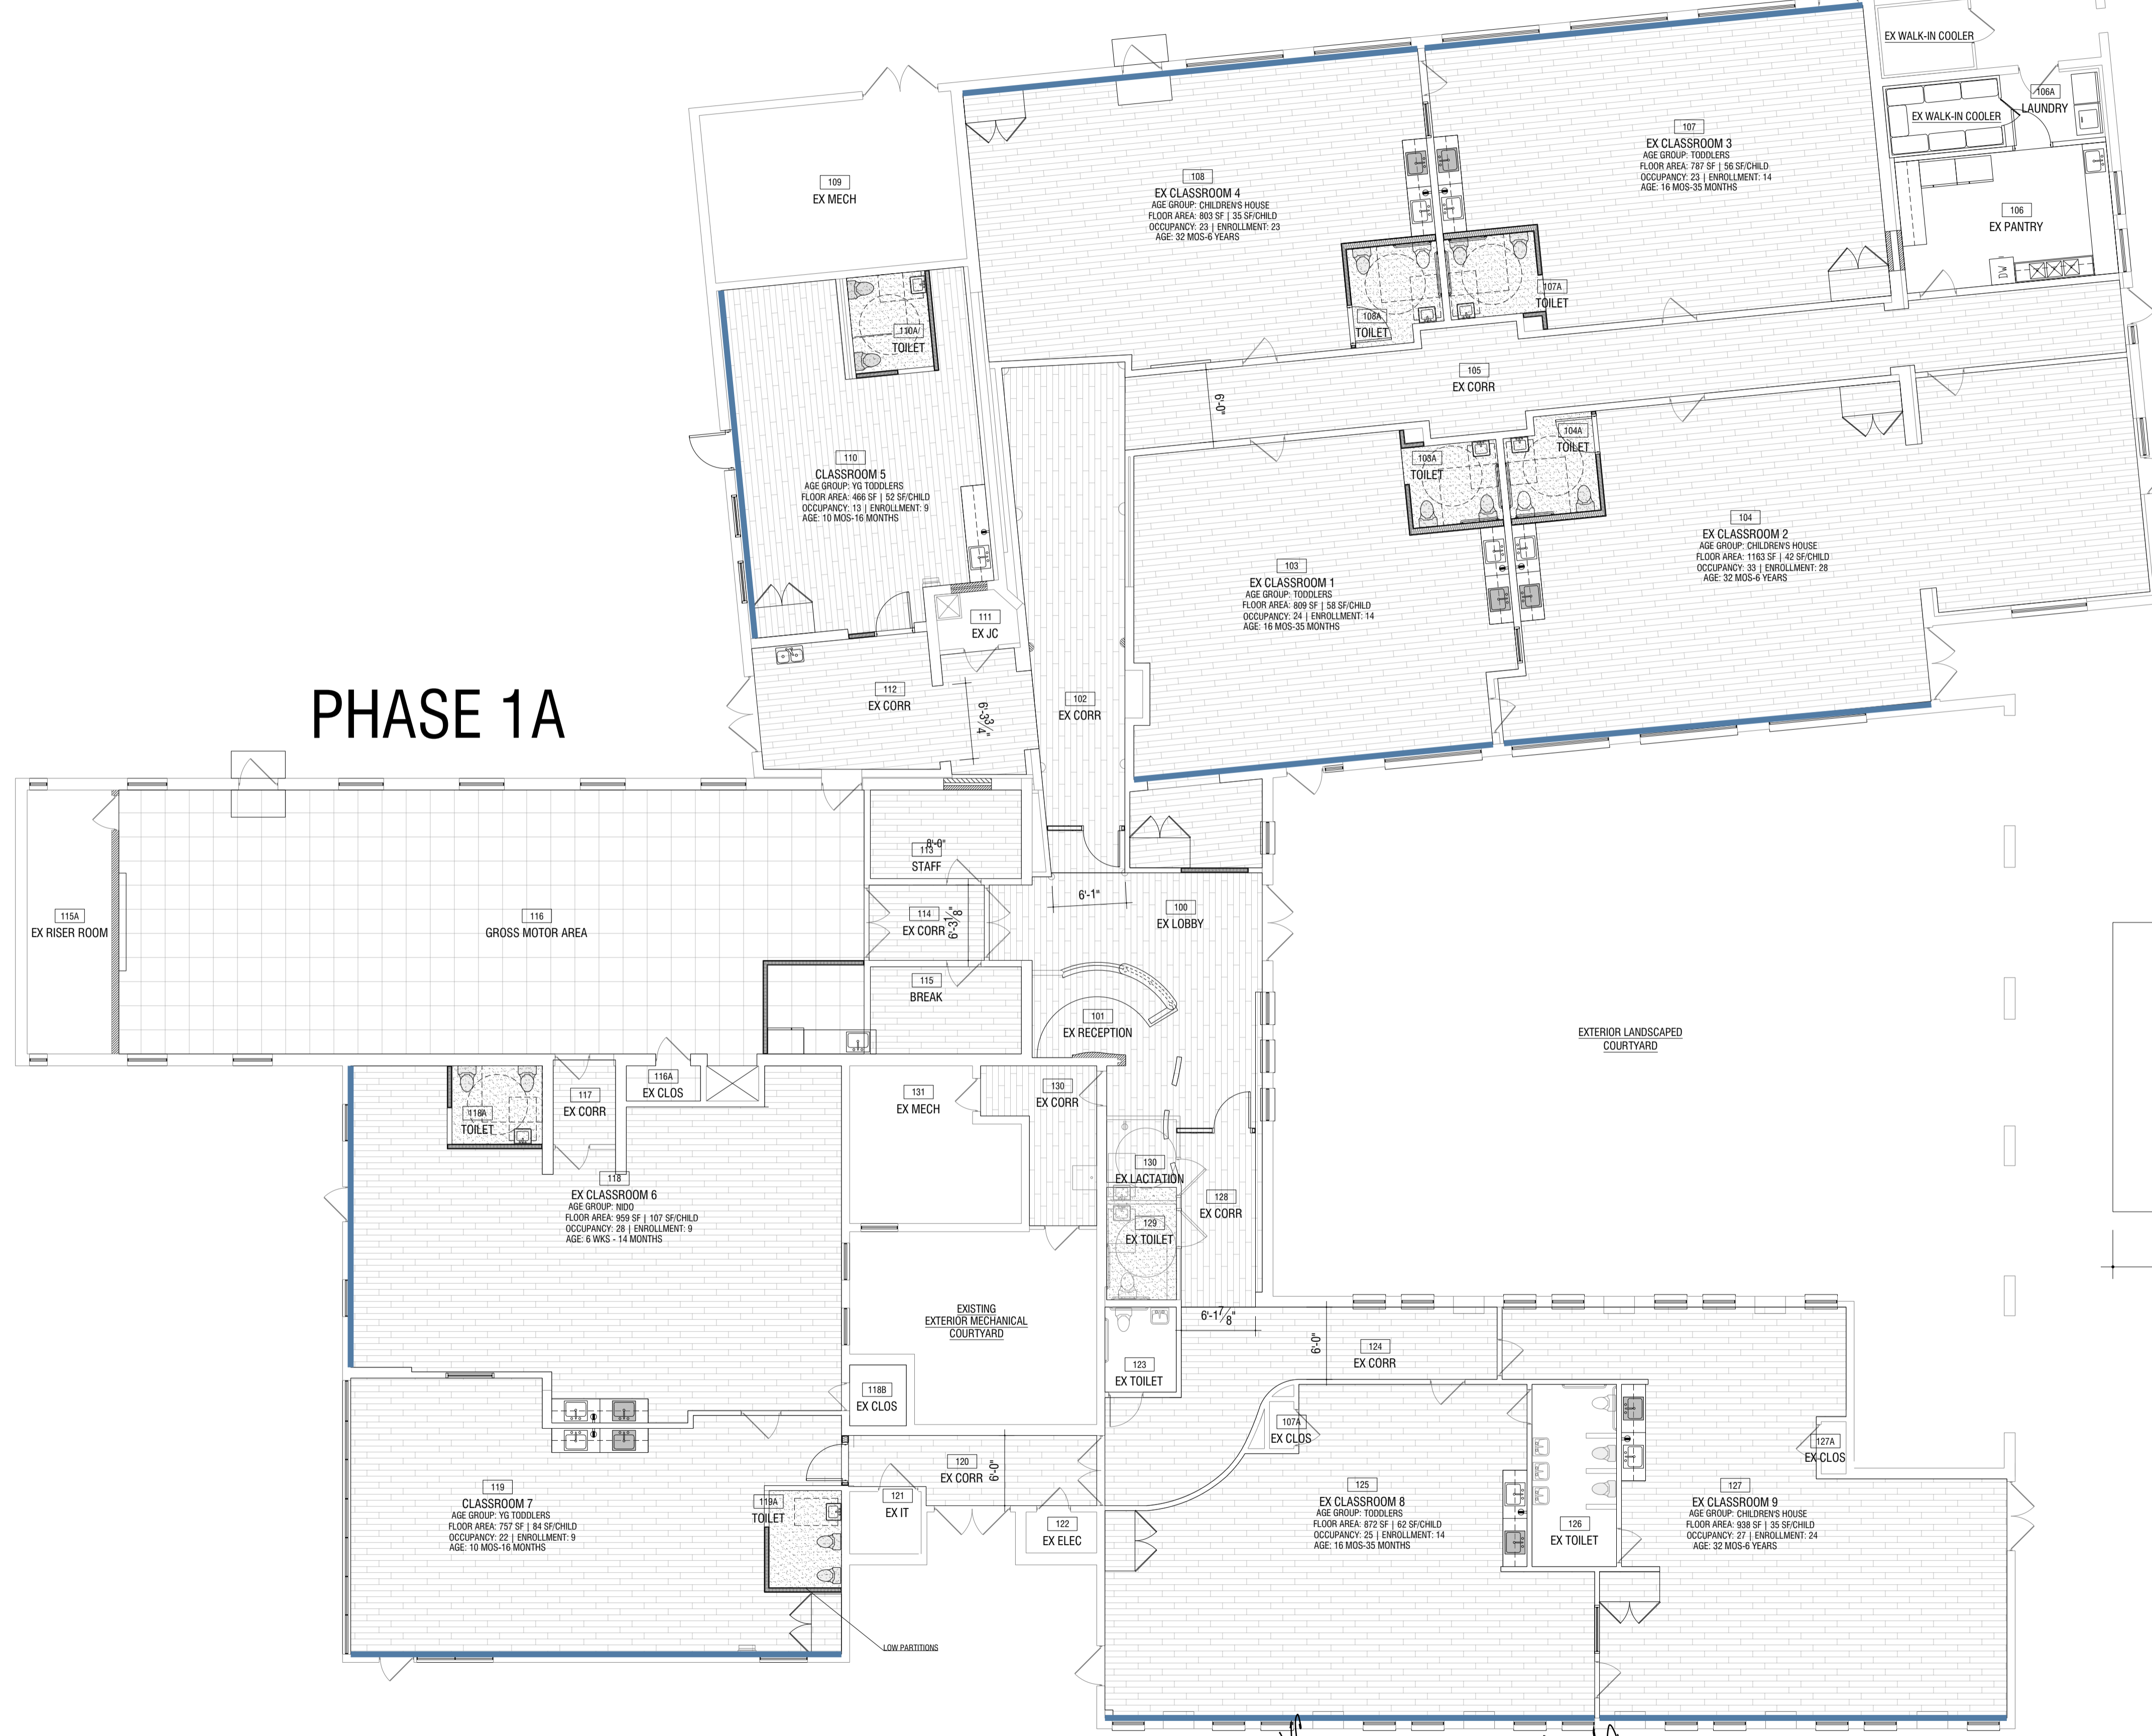 EX WALK-IN COOLER
106A
LAUNDRY
EX WALK-IN COOLER
107
EX CLASSROOM 3
AGE GROUP: TODDLERS
FLOOR AREA: 787 SF | 56 SF/CHILD
OCCUPANCY: 23 | ENROLLMENT: 14
AGE: 16 MOS-35 MONTHS
108
EX CLASSROOM 4
AGE GROUP: CHILDREN'S HOUSE
FLOOR AREA: 803 SF | 35 SF/CHILD
OCCUPANCY: 23 | ENROLLMENT: 23
AGE: 32 MOS-6 YEARS
109
EX MECH
106
EX PANTRY
DW
107A
TOILET
108A
TOILET
110A
TOILET
105
EX CORR
6'-0"
104A
TOILET
103A
TOILET
110
CLASSROOM 5
AGE GROUP: YG TODDLERS
FLOOR AREA: 466 SF | 52 SF/CHILD
OCCUPANCY: 13 | ENROLLMENT: 9
AGE: 10 MOS-16 MONTHS
104
EX CLASSROOM 2
AGE GROUP: CHILDREN'S HOUSE
FLOOR AREA: 1163 SF | 42 SF/CHILD
OCCUPANCY: 33 | ENROLLMENT: 28
AGE: 32 MOS-6 YEARS
103
EX CLASSROOM 1
AGE GROUP: TODDLERS
FLOOR AREA: 809 SF | 58 SF/CHILD
OCCUPANCY: 24 | ENROLLMENT: 14
AGE: 16 MOS-35 MONTHS
111
EX JC
112
EX CORR
6'-3 3/4"
102
EX CORR
PHASE 1A
8'-0"
113
STAFF
6'-1"
115A
EX RISER ROOM
116
GROSS MOTOR AREA
114
EX CORR
6'-3 1/8"
100
EX LOBBY
115
BREAK
101
EX RECEPTION
EXTERIOR LANDSCAPED
COURTYARD
116A
EX CLOS
117
EX CORR
118A
TOILET
131
EX MECH
130
EX CORR
130
EX LACTATION
118
EX CLASSROOM 6
AGE GROUP: NIDO
FLOOR AREA: 959 SF | 107 SF/CHILD
OCCUPANCY: 28 | ENROLLMENT: 9
AGE: 6 WKS - 14 MONTHS
128
EX CORR
129
EX TOILET
EXISTING
EXTERIOR MECHANICAL
COURTYARD
6'-1 7/8"
6'-0"
124
EX CORR
123
EX TOILET
118B
EX CLOS
107A
EX CLOS
127A
EX CLOS
120
EX CORR
6'-0"
119
CLASSROOM 7
AGE GROUP: YG TODDLERS
FLOOR AREA: 757 SF | 84 SF/CHILD
OCCUPANCY: 22 | ENROLLMENT: 9
AGE: 10 MOS-16 MONTHS
119A
TOILET
121
EX IT
122
EX ELEC
125
EX CLASSROOM 8
AGE GROUP: TODDLERS
FLOOR AREA: 872 SF | 62 SF/CHILD
OCCUPANCY: 25 | ENROLLMENT: 14
AGE: 16 MOS-35 MONTHS
126
EX TOILET
127
EX CLASSROOM 9
AGE GROUP: CHILDREN'S HOUSE
FLOOR AREA: 938 SF | 35 SF/CHILD
OCCUPANCY: 27 | ENROLLMENT: 24
AGE: 32 MOS-6 YEARS
LOW PARTITIONS